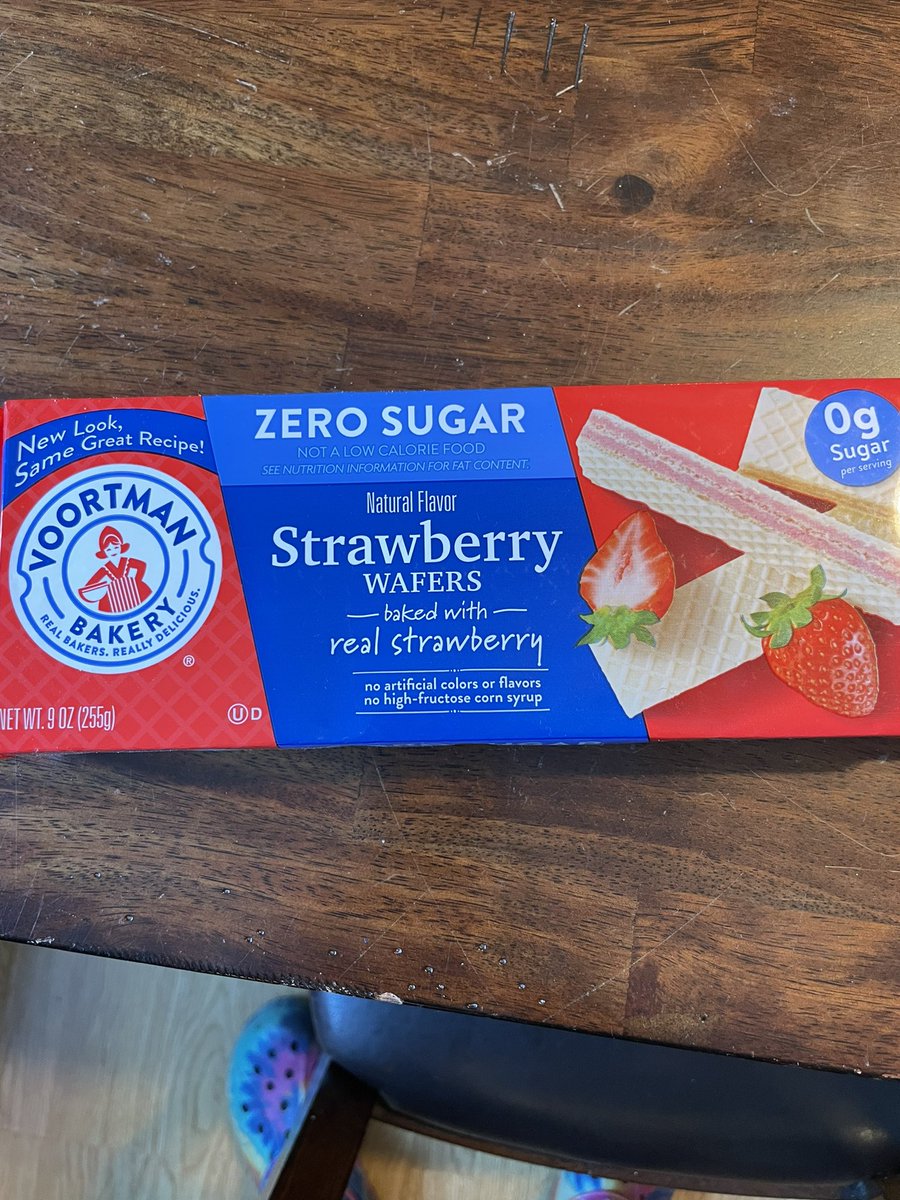 New Look,
Same Great Recipe!
VOORTMAN
BAKERY
REAL BAKERS. REALLY DELICIOUS.
®
NET WT. 9 OZ (255g)
U D
ZERO SUGAR
NOT A LOW CALORIE FOOD
SEE NUTRITION INFORMATION FOR FAT CONTENT.
Natural Flavor
Strawberry
WAFERS
baked with
real strawberry
no artificial colors or flavors
no high-fructose corn syrup
0g
Sugar
per serving